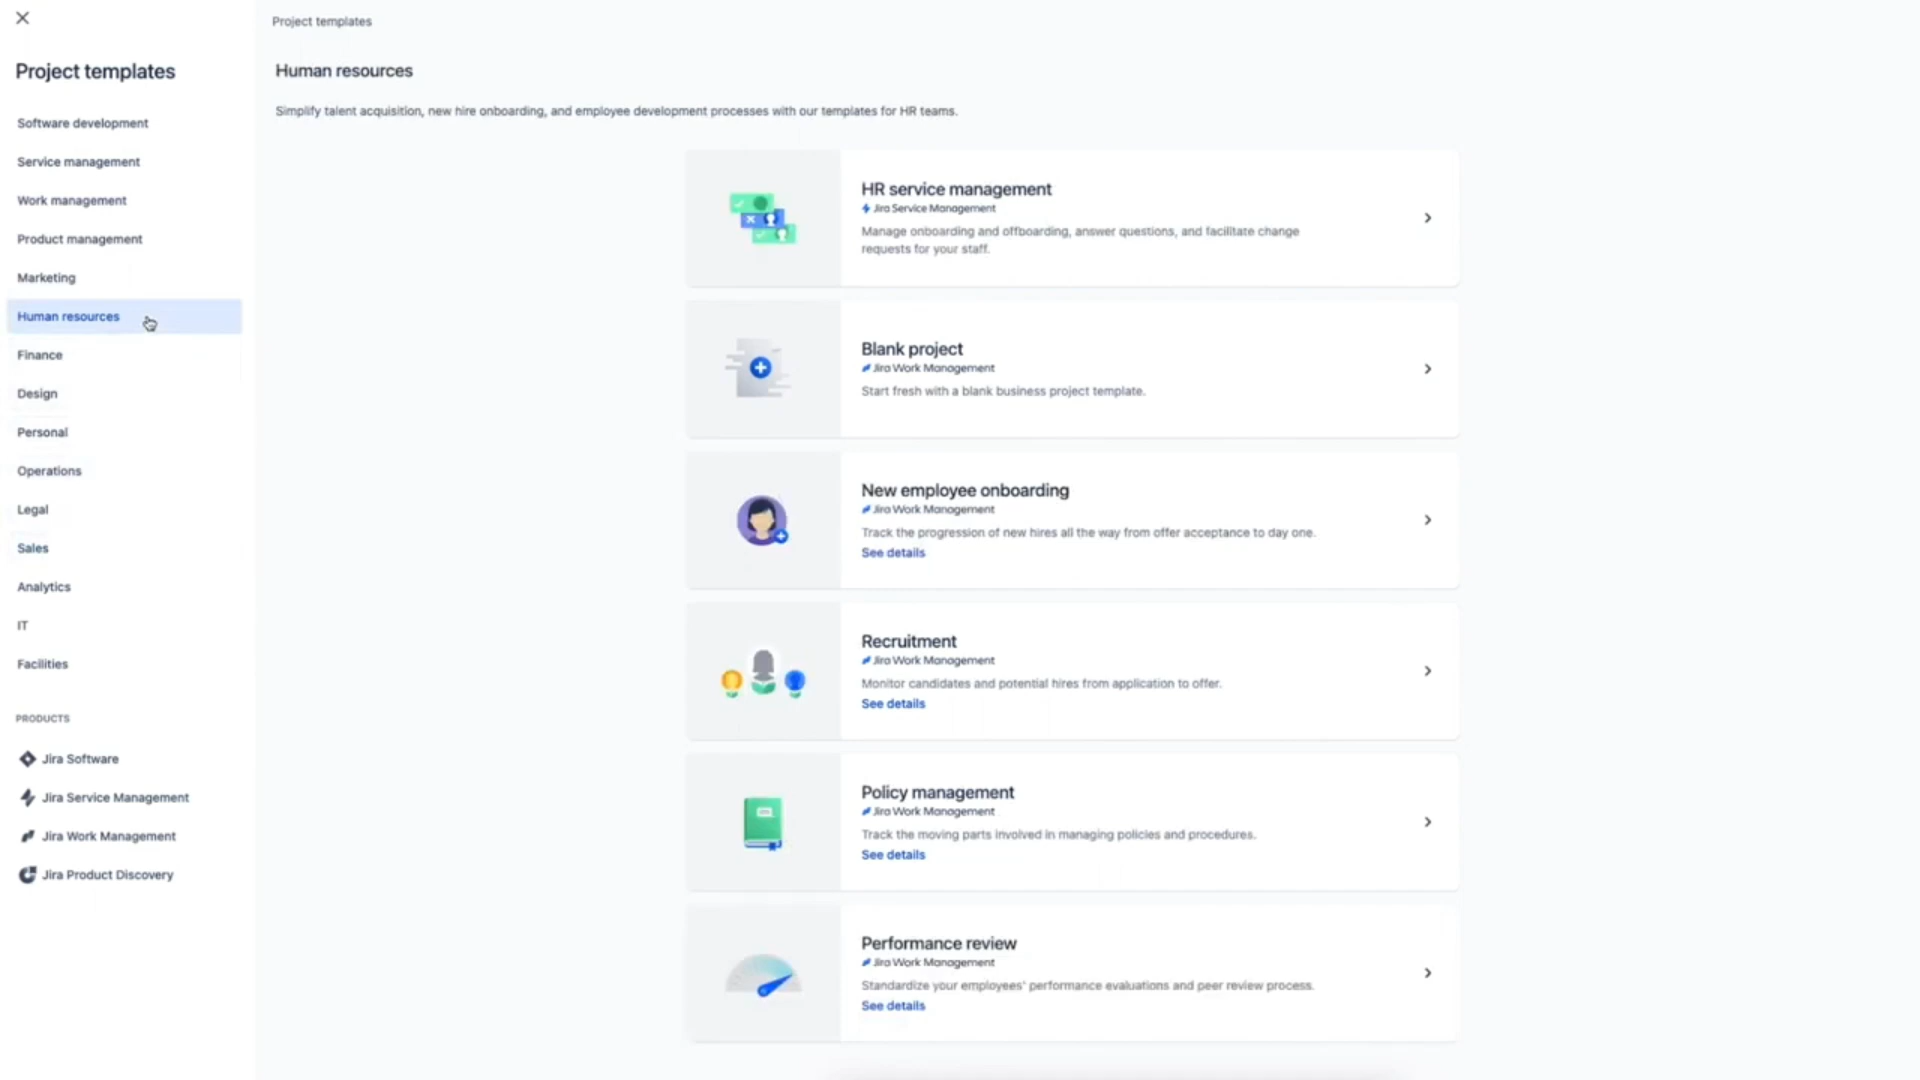 Project templates
Software development
Service management
Work management
Product management
Marketing
Human resources
Finance
Design
Personal
Operations
Legal
Sales
Analytics
IT
Facilities
PRODUCTS
Jira Software
Jira Service Management
Jira Work Management
Jira Product Discovery
Project templates
Human resources
Simplify talent acquisition, new hire onboarding, and employee development processes with our templates for HR teams.
HR service management
Jira Service Management
Manage onboarding and offboarding, answer questions, and facilitate change
requests for your staff.
Blank project
Jira Work Management
Start fresh with a blank business project template.
New employee onboarding
Jira Work Management
Track the progression of new hires all the way from offer acceptance to day one.
See details
Recruitment
Jira Work Management
Monitor candidates and potential hires from application to offer.
See details
Policy management
Jira Work Management
Track the moving parts involved in managing policies and procedures.
See details
Performance review
Jira Work Management
Standardize your employees' performance evaluations and peer review process.
See details